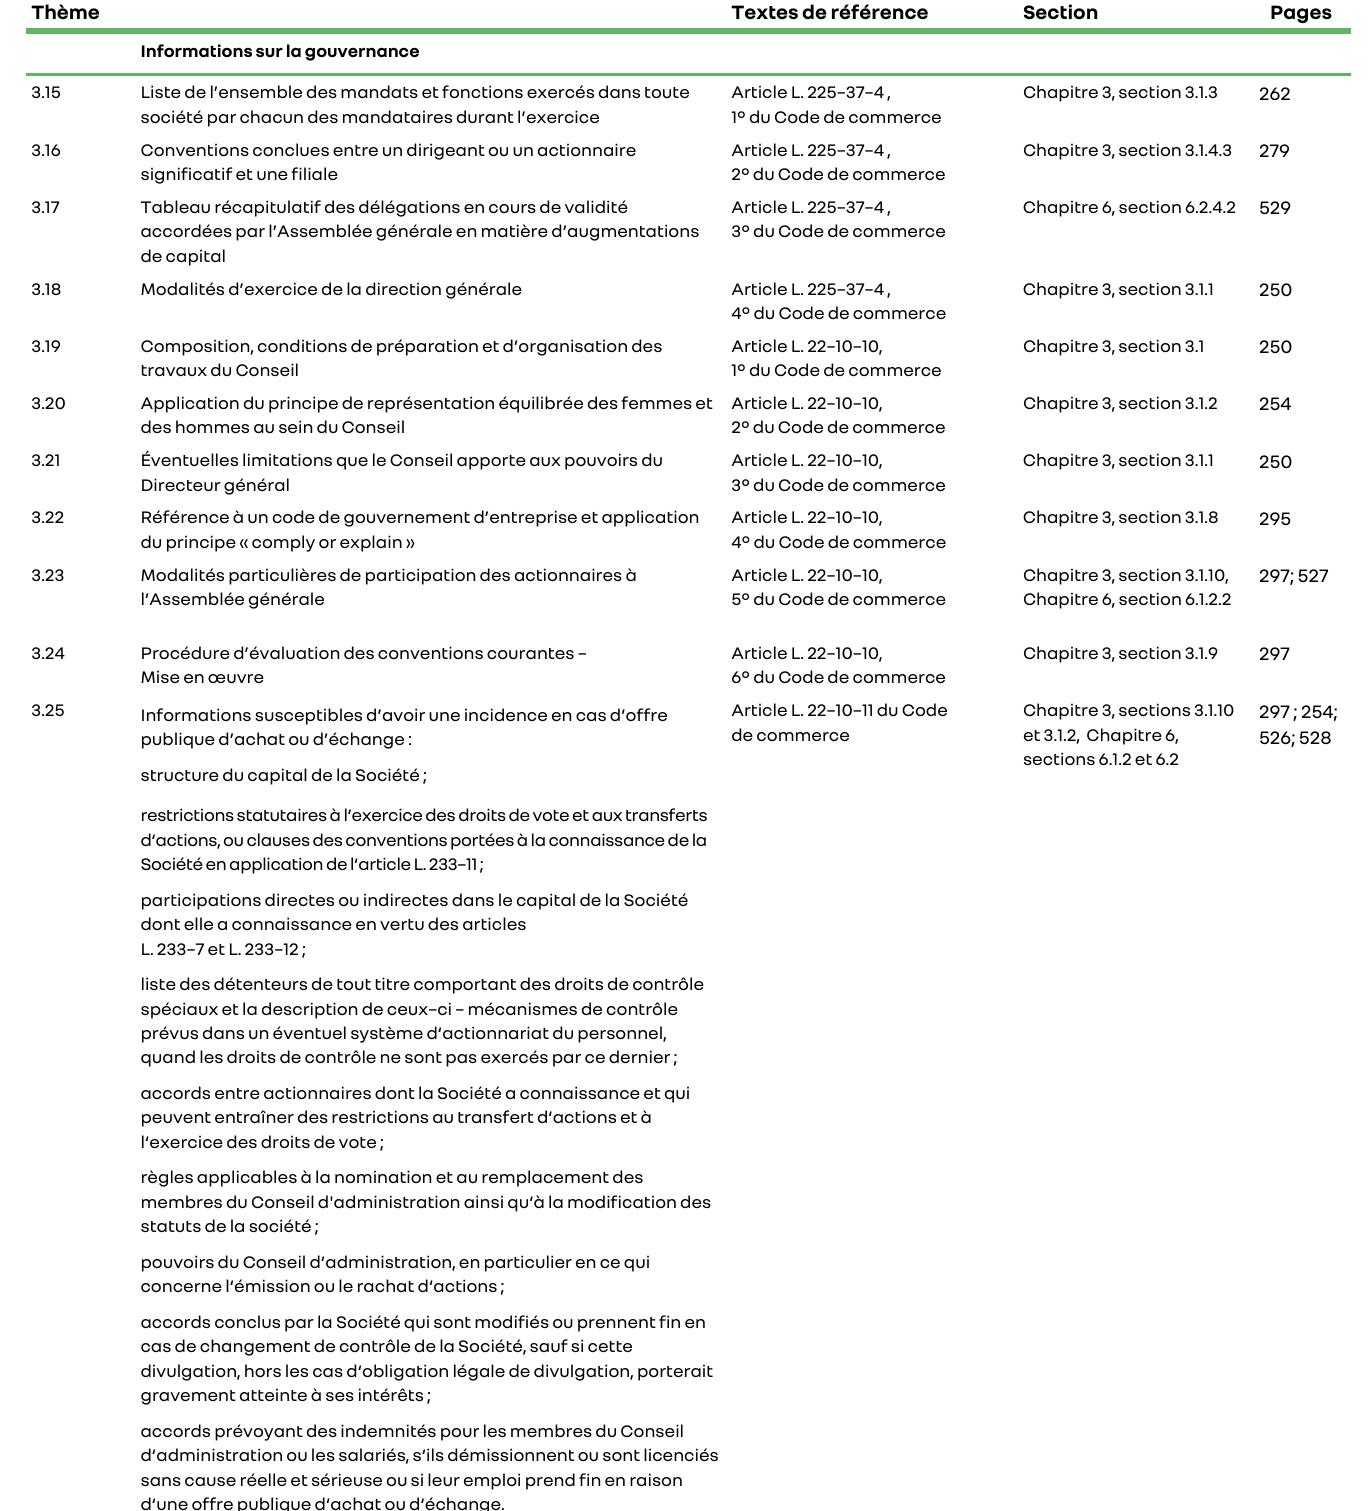 Thème Textes de référence Section Pages
Informations sur la gouvernance
3.15 Liste de l’ensemble des mandats et fonctions exercés dans toute Article L. 225-37-4, Chapitre 3, section 3.1.3 262
société par chacun des mandataires durant l’exercice 1º du Code de commerce
3.16 Conventions conclues entre un dirigeant ou un actionnaire Article L. 225-37-4, Chapitre 3, section 3.1.4.3 279
significatif et une filiale 2º du Code de commerce
3.17 Tableau récapitulatif des délégations en cours de validité Article L. 225-37-4, Chapitre 6, section 6.2.4.2 529
accordées par l’Assemblée générale en matière d’augmentations 3º du Code de commerce
de capital
3.18 Modalités d’exercice de la direction générale Article L. 225-37-4, Chapitre 3, section 3.1.1 250
4º du Code de commerce
3.19 Composition, conditions de préparation et d’organisation des Article L. 22-10-10, Chapitre 3, section 3.1 250
travaux du Conseil 1º du Code de commerce
3.20 Application du principe de représentation équilibrée des femmes et Article L. 22-10-10, Chapitre 3, section 3.1.2 254
des hommes au sein du Conseil 2º du Code de commerce
3.21 Éventuelles limitations que le Conseil apporte aux pouvoirs du Article L. 22-10-10, Chapitre 3, section 3.1.1 250
Directeur général 3º du Code de commerce
3.22 Référence à un code de gouvernement d’entreprise et application Article L. 22-10-10, Chapitre 3, section 3.1.8 295
du principe « comply or explain » 4º du Code de commerce
3.23 Modalités particulières de participation des actionnaires à Article L. 22-10-10, Chapitre 3, section 3.1.10, 297; 527
l’Assemblée générale 5º du Code de commerce Chapitre 6, section 6.1.2.2
3.24 Procédure d’évaluation des conventions courantes – Article L. 22-10-10, Chapitre 3, section 3.1.9 297
Mise en œuvre 6º du Code de commerce
3.25 Informations susceptibles d’avoir une incidence en cas d’offre Article L. 22-10-11 du Code Chapitre 3, sections 3.1.10 297 ; 254;
publique d’achat ou d’échange : de commerce et 3.1.2, Chapitre 6, 526; 528
sections 6.1.2 et 6.2
structure du capital de la Société ;
restrictions statutaires à l’exercice des droits de vote et aux transferts
d’actions, ou clauses des conventions portées à la connaissance de la
Société en application de l’article L. 233-11 ;
participations directes ou indirectes dans le capital de la Société
dont elle a connaissance en vertu des articles
L. 233-7 et L. 233-12 ;
liste des détenteurs de tout titre comportant des droits de contrôle
spéciaux et la description de ceux-ci – mécanismes de contrôle
prévus dans un éventuel système d’actionnariat du personnel,
quand les droits de contrôle ne sont pas exercés par ce dernier ;
accords entre actionnaires dont la Société a connaissance et qui
peuvent entraîner des restrictions au transfert d’actions et à
l’exercice des droits de vote ;
règles applicables à la nomination et au remplacement des
membres du Conseil d'administration ainsi qu’à la modification des
statuts de la société ;
pouvoirs du Conseil d’administration, en particulier en ce qui
concerne l’émission ou le rachat d’actions ;
accords conclus par la Société qui sont modifiés ou prennent fin en
cas de changement de contrôle de la Société, sauf si cette
divulgation, hors les cas d’obligation légale de divulgation, porterait
gravement atteinte à ses intérêts ;
accords prévoyant des indemnités pour les membres du Conseil
d’administration ou les salariés, s’ils démissionnent ou sont licenciés
sans cause réelle et sérieuse ou si leur emploi prend fin en raison
d’une offre publique d’achat ou d’échange.